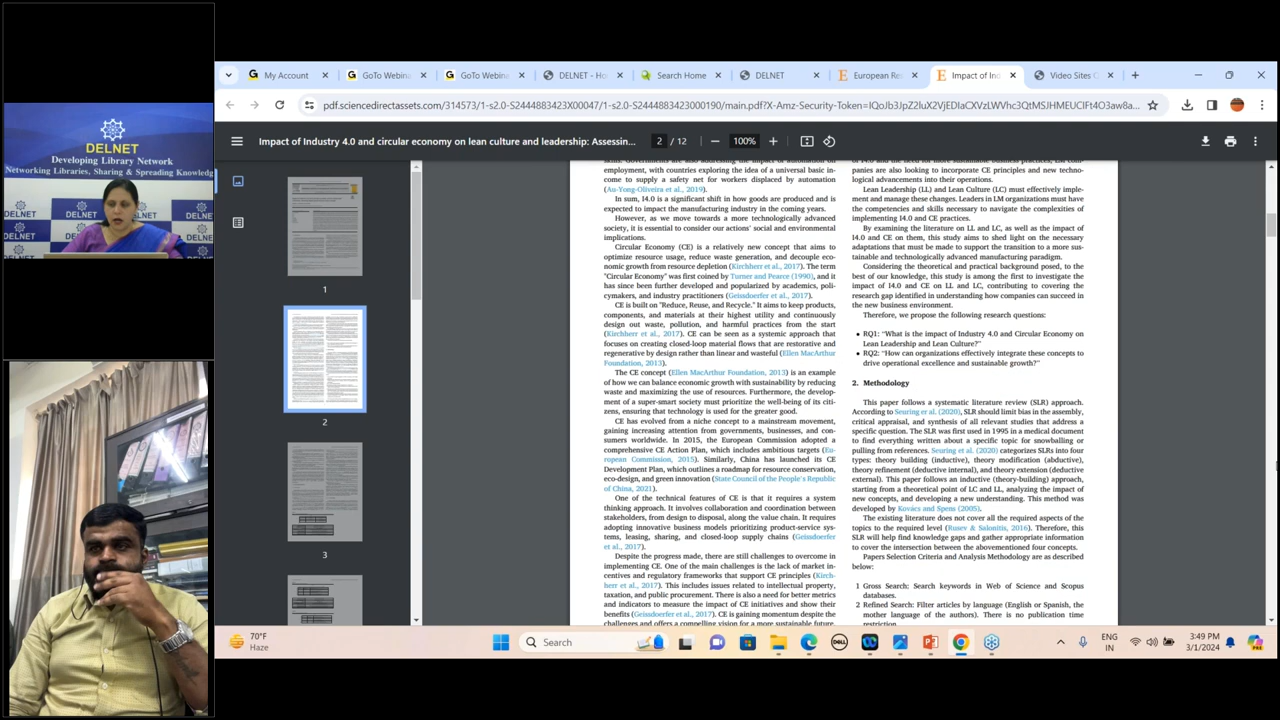 My Account
GoTo Webina
GoTo Webina
DELNET - Ho
Search Home
DELNET
European Res
Impact of Ind
Video Sites C
pdf.sciencedirectassets.com/314573/1-s2.0-S2444883423X00047/1-s2.0-S2444883423000190/main.pdf?X-Amz-Security-Token=IQoJb3JpZ2luX2VjEDIaCXVzLWVhc3QtMSJHMEUCIFt4O3aw8a...
Impact of Industry 4.0 and circular economy on lean culture and leadership: Assessin...
2 / 12
100%
DELNET
Developing Library Network
Networking Libraries, Sharing & Spreading Knowledg
DELNET
DELNET
1
2
3
employment, with countries exploring the idea of a universal basic in-
come to supply a safety net for workers displaced by automation
(Au-Yong-Oliveira et al., 2019).
In sum, I4.0 is a significant shift in how goods are produced and is
expected to impact the manufacturing industry in the coming years.
However, as we move towards a more technologically advanced
society, it is essential to consider our actions' social and environmental
implications.
Circular Economy (CE) is a relatively new concept that aims to
optimize resource usage, reduce waste generation, and decouple eco-
nomic growth from resource depletion (Kirchherr et al., 2017). The term
"Circular Economy" was first coined by Turner and Pearce (1990), and it
has since been further developed and popularized by academics, poli-
cymakers, and industry practitioners (Geissdoerfer et al., 2017).
CE is built on "Reduce, Reuse, and Recycle." It aims to keep products,
components, and materials at their highest utility and continuously
design out waste, pollution, and harmful practices from the start
(Kirchherr et al., 2017). CE can be seen as a systemic approach that
focuses on creating closed-loop material flows that are restorative and
regenerative by design rather than linear and wasteful (Ellen MacArthur
Foundation, 2013).
The CE concept (Ellen MacArthur Foundation, 2013) is an example
of how we can balance economic growth with sustainability by reducing
waste and maximizing the use of resources. Furthermore, the develop-
ment of a super-smart society must prioritize the well-being of its citi-
zens, ensuring that technology is used for the greater good.
CE has evolved from a niche concept to a mainstream movement,
gaining increasing attention from governments, businesses, and con-
sumers worldwide. In 2015, the European Commission adopted a
comprehensive CE Action Plan, which includes ambitious targets (Eu-
ropean Commission, 2015). Similarly, China has launched its CE
Development Plan, which outlines a roadmap for resource conservation,
eco-design, and green innovation (State Council of the People's Republic
of China, 2021).
One of the technical features of CE is that it requires a system
thinking approach. It involves collaboration and coordination between
stakeholders, from design to disposal, along the value chain. It requires
adopting innovative business models prioritizing product-service sys-
tems, leasing, sharing, and closed-loop supply chains (Geissdoerfer
et al., 2017).
Despite the progress made, there are still challenges to overcome in
implementing CE. One of the main challenges is the lack of market in-
centives and regulatory frameworks that support CE principles (Kirch-
herr et al., 2017). This includes issues related to intellectual property,
taxation, and public procurement. There is also a need for better metrics
and indicators to measure the impact of CE initiatives and show their
benefits (Geissdoerfer et al., 2017). CE is gaining momentum despite the
challenges and offers a compelling vision for a more sustainable future.
panies are also looking to incorporate CE principles and new techno-
logical advancements into their operations.
Lean Leadership (LL) and Lean Culture (LC) must effectively imple-
ment and manage these changes. Leaders in LM organizations must have
the competencies and skills necessary to navigate the complexities of
implementing I4.0 and CE practices.
By examining the literature on LL and LC, as well as the impact of
I4.0 and CE on them, this study aims to shed light on the necessary
adaptations that must be made to support the transition to a more sus-
tainable and technologically advanced manufacturing paradigm.
Considering the theoretical and practical background posed, to the
best of our knowledge, this study is among the first to investigate the
impact of I4.0 and CE on LL and LC, contributing to covering the
research gap identified in understanding how companies can succeed in
the new business environment.
Therefore, we propose the following research questions:
• RQ1: "What is the impact of Industry 4.0 and Circular Economy on
Lean Leadership and Lean Culture?"
• RQ2: "How can organizations effectively integrate these concepts to
drive operational excellence and sustainable growth?"
2. Methodology
This paper follows a systematic literature review (SLR) approach.
According to Seuring er al. (2020), SLR should limit bias in the assembly,
critical appraisal, and synthesis of all relevant studies that address a
specific question. The SLR was first used in 1995 in a medical document
to find everything written about a specific topic for snowballing or
pulling from references. Seuring et al. (2020) categorizes SLRs into four
types: theory building (inductive), theory modification (abductive),
theory refinement (deductive internal), and theory extension (deductive
external). This paper follows an inductive (theory-building) approach,
starting from a theoretical point of LC and LL, analyzing the impact of
new concepts, and developing a new understanding. This method was
developed by Kovács and Spens (2005).
The existing literature does not cover all the required aspects of the
topics to the required level (Rusev & Salonitis, 2016). Therefore, this
SLR will help find knowledge gaps and gather appropriate information
to cover the intersection between the abovementioned four concepts.
Papers Selection Criteria and Analysis Methodology are as described
below:
1 Gross Search: Search keywords in Web of Science and Scopus
databases.
2 Refined Search: Filter articles by language (English or Spanish, the
mother language of the authors). There is no publication time
restriction.
70°F
Haze
Search
ENG
IN
3:49 PM
3/1/2024